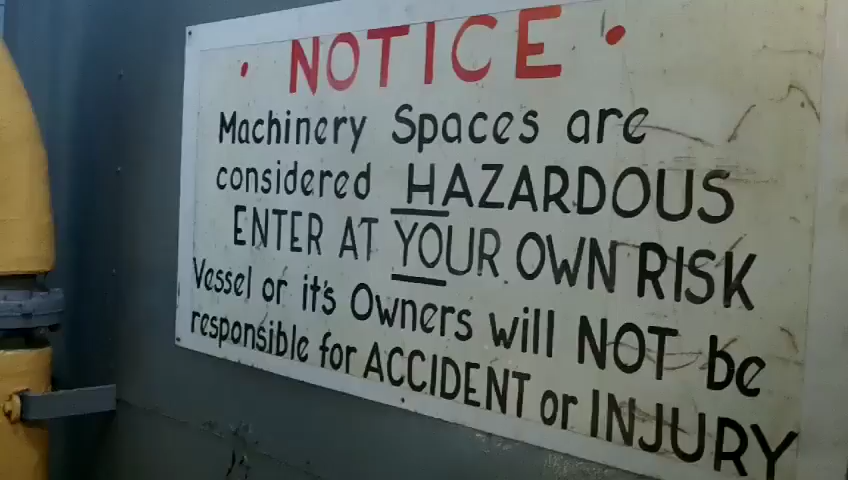 • NOTICE •
Machinery Spaces are
considered HAZARDOUS
ENTER AT YOUR OWN RISK
Vessel or it's Owners will NOT be
responsible for ACCIDENT or INJURY